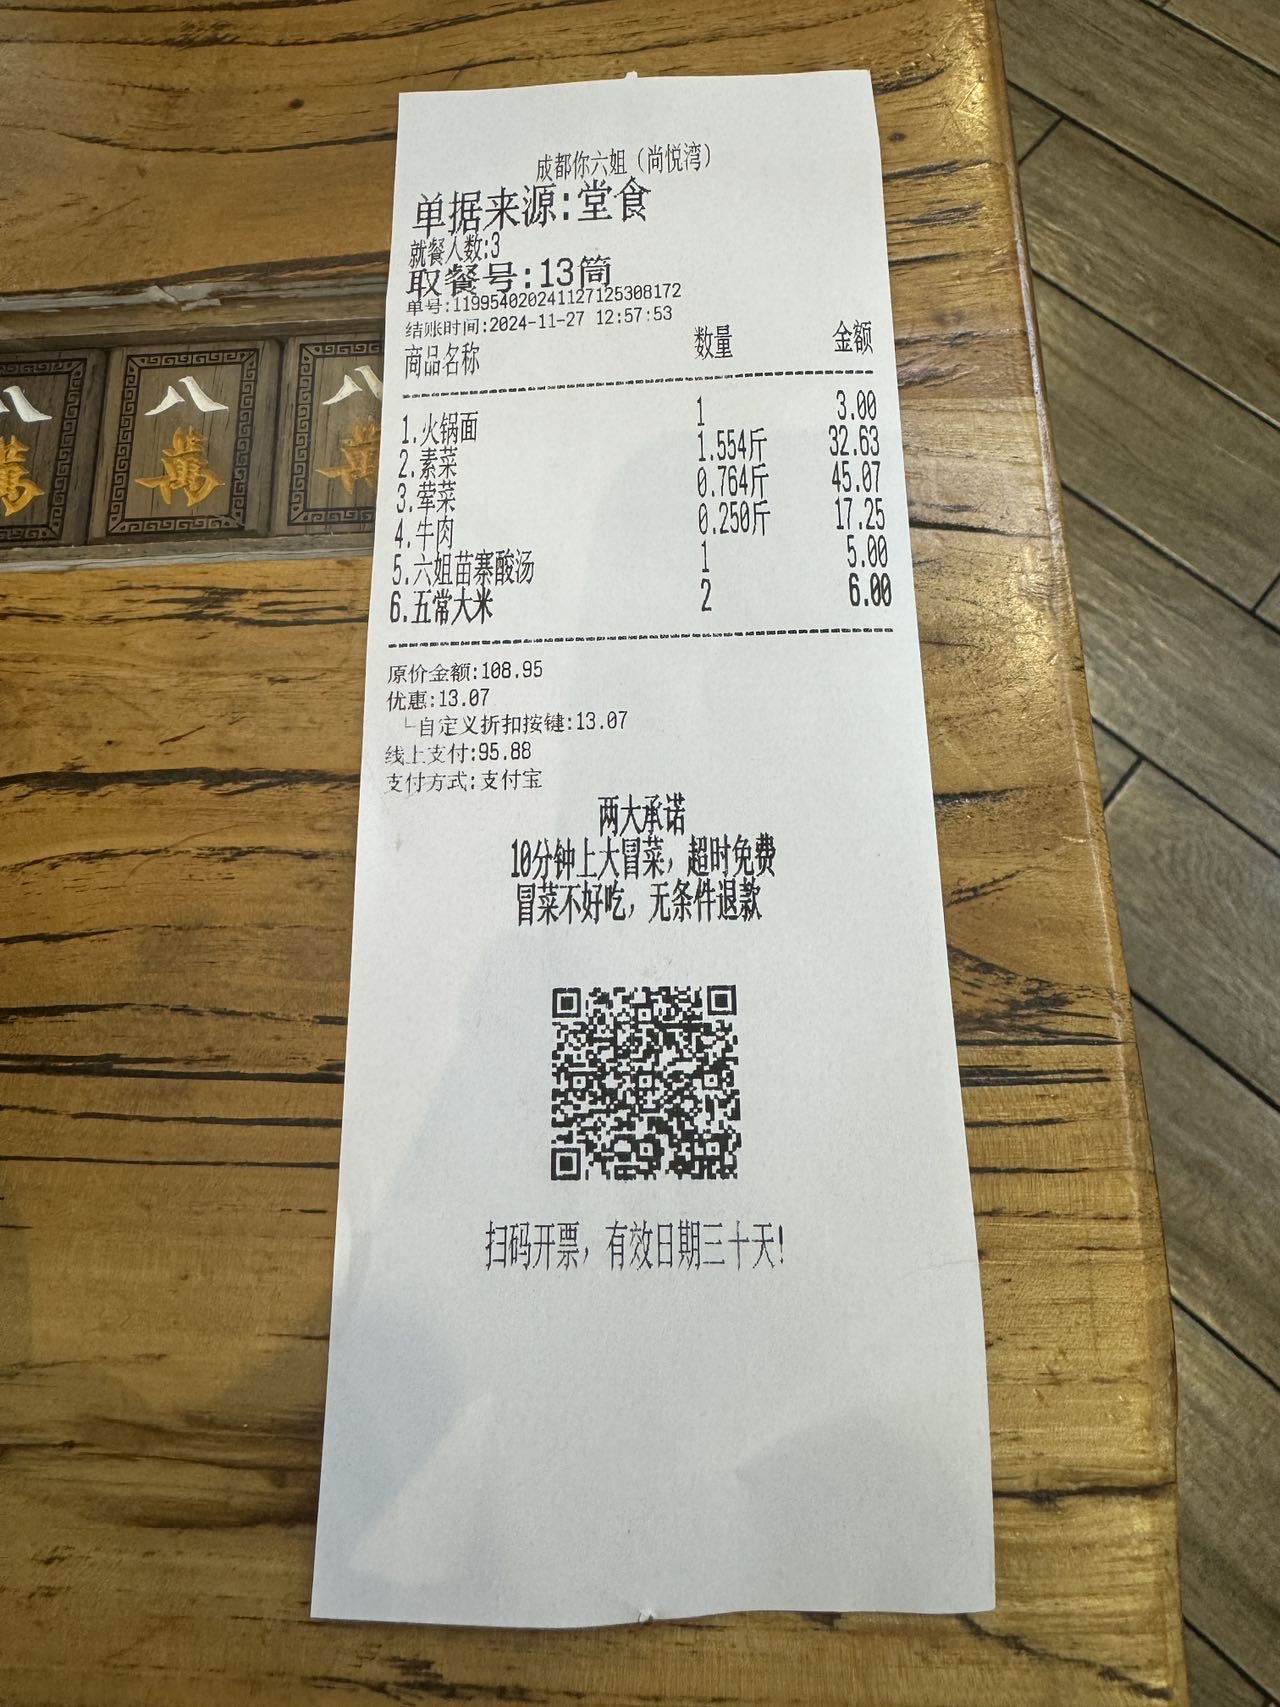 成都你六姐（尚悦湾）
单据来源:堂食
就餐人数:3
取餐号:13筒
单号:11995402024112712530817​2
结账时间:2024-11-27 12:57:53
商品名称 数量 金额
1.火锅面 1 3.00
2.素菜 1.554斤 32.63
3.荤菜 0.764斤 45.07
4.牛肉 0.250斤 17.25
5.六姐苗寨酸汤 1 5.00
6.五常大米 2 6.00
原价金额:108.95
优惠:13.07
└自定义折扣按键:13.07
线上支付:95.88
支付方式:支付宝
两大承诺
10分钟上大冒菜，超时免费
冒菜不好吃，无条件退款
扫码开票，有效日期三十天!
八 八 八
萬 萬 萬